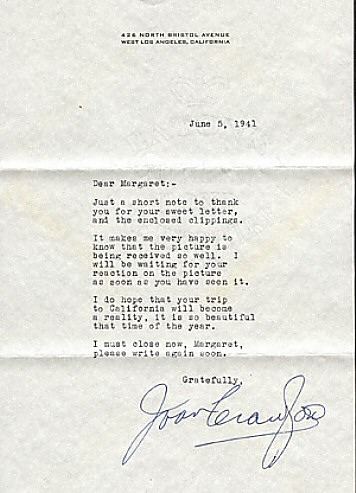 426 NORTH BRISTOL AVENUE
WEST LOS ANGELES, CALIFORNIA
June 5, 1941
Dear Margaret:-
Just a short note to thank
you for your sweet letter,
and the enclosed clippings.
It makes me very happy to
know that the picture is
being received so well. I
will be waiting for your
reaction on the picture
as soon as you have seen it.
I do hope that your trip
to California will become
a reality, it is so beautiful
that time of the year.
I must close now, Margaret,
please write again soon.
Gratefully,
Joan Crawford